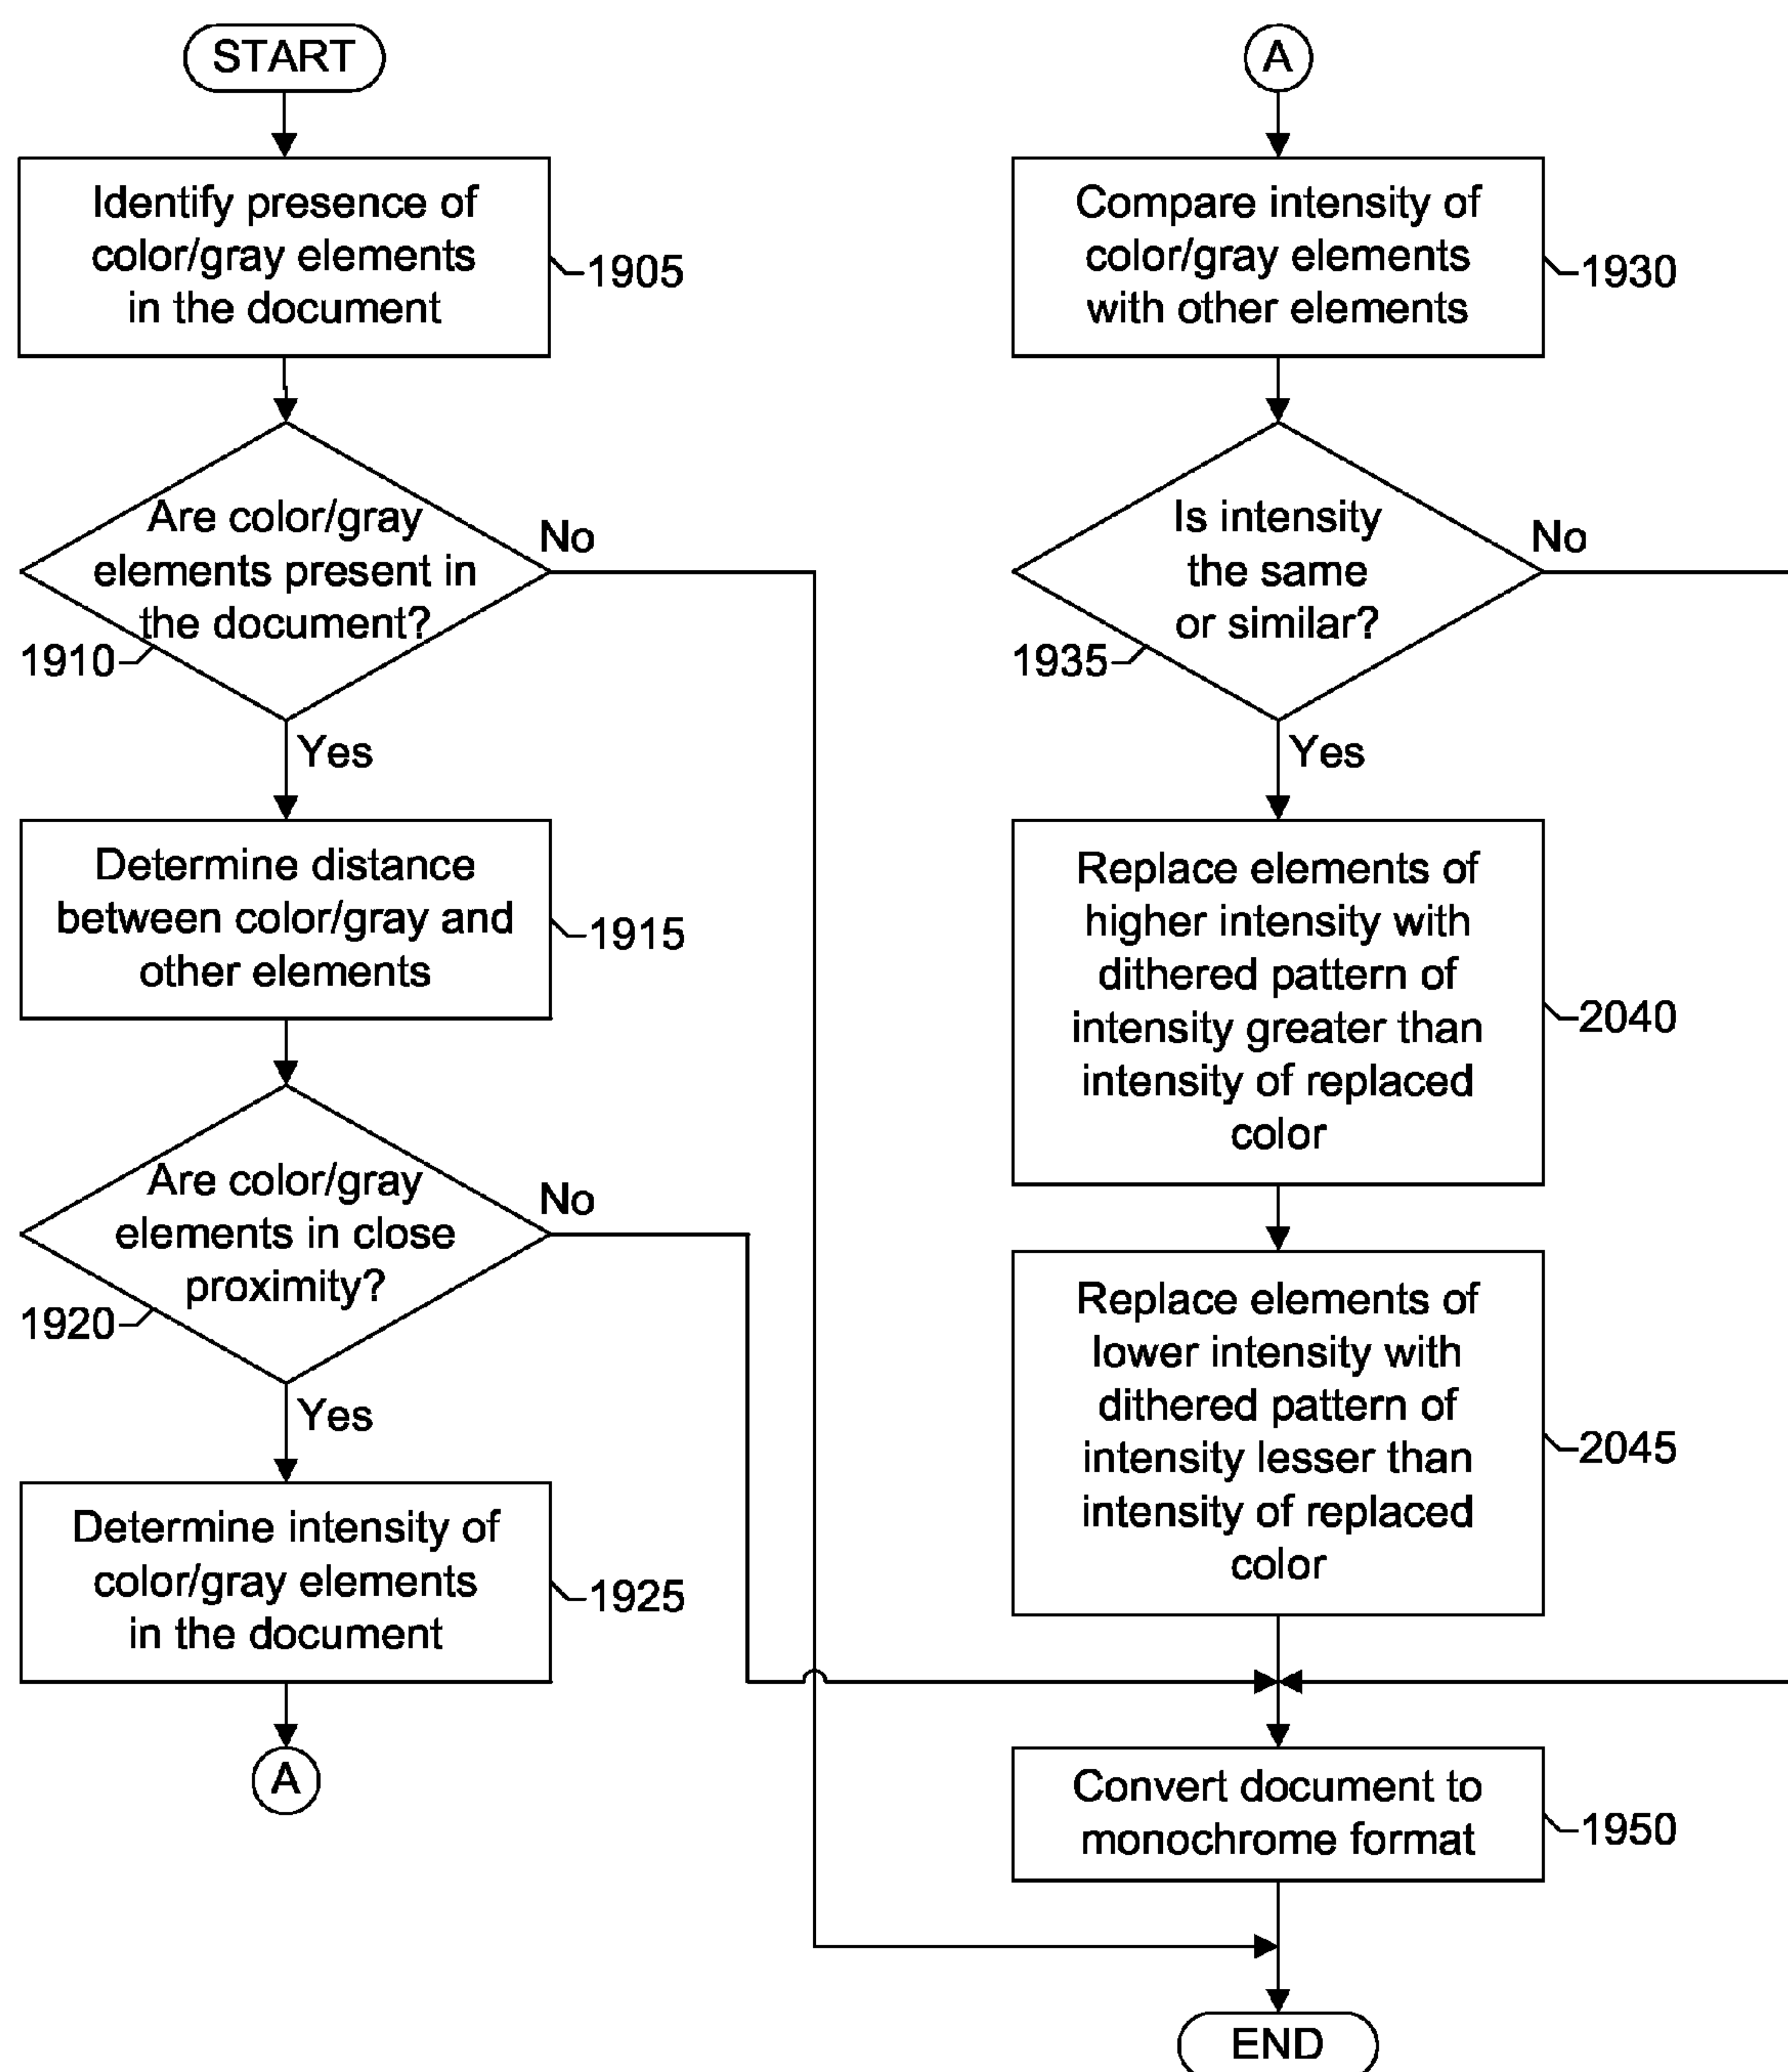 START
Identify presence of
color/gray elements
in the document
1905
Are color/gray
elements present in
the document?
No
1910
Yes
Determine distance
between color/gray and
other elements
1915
Are color/gray
elements in close
proximity?
No
1920
Yes
Determine intensity of
color/gray elements
in the document
1925
A
A
Compare intensity of
color/gray elements
with other elements
1930
Is intensity
the same
or similar?
No
1935
Yes
Replace elements of
higher intensity with
dithered pattern of
intensity greater than
intensity of replaced
color
2040
Replace elements of
lower intensity with
dithered pattern of
intensity lesser than
intensity of replaced
color
2045
Convert document to
monochrome format
1950
END